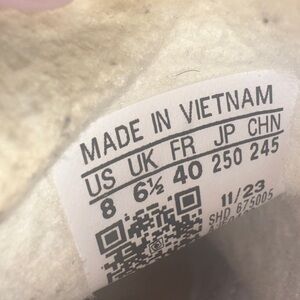 MADE IN VIETNAM
US UK FR JP CHN
8 6½ 40 250 245
11/23
SHD 675005